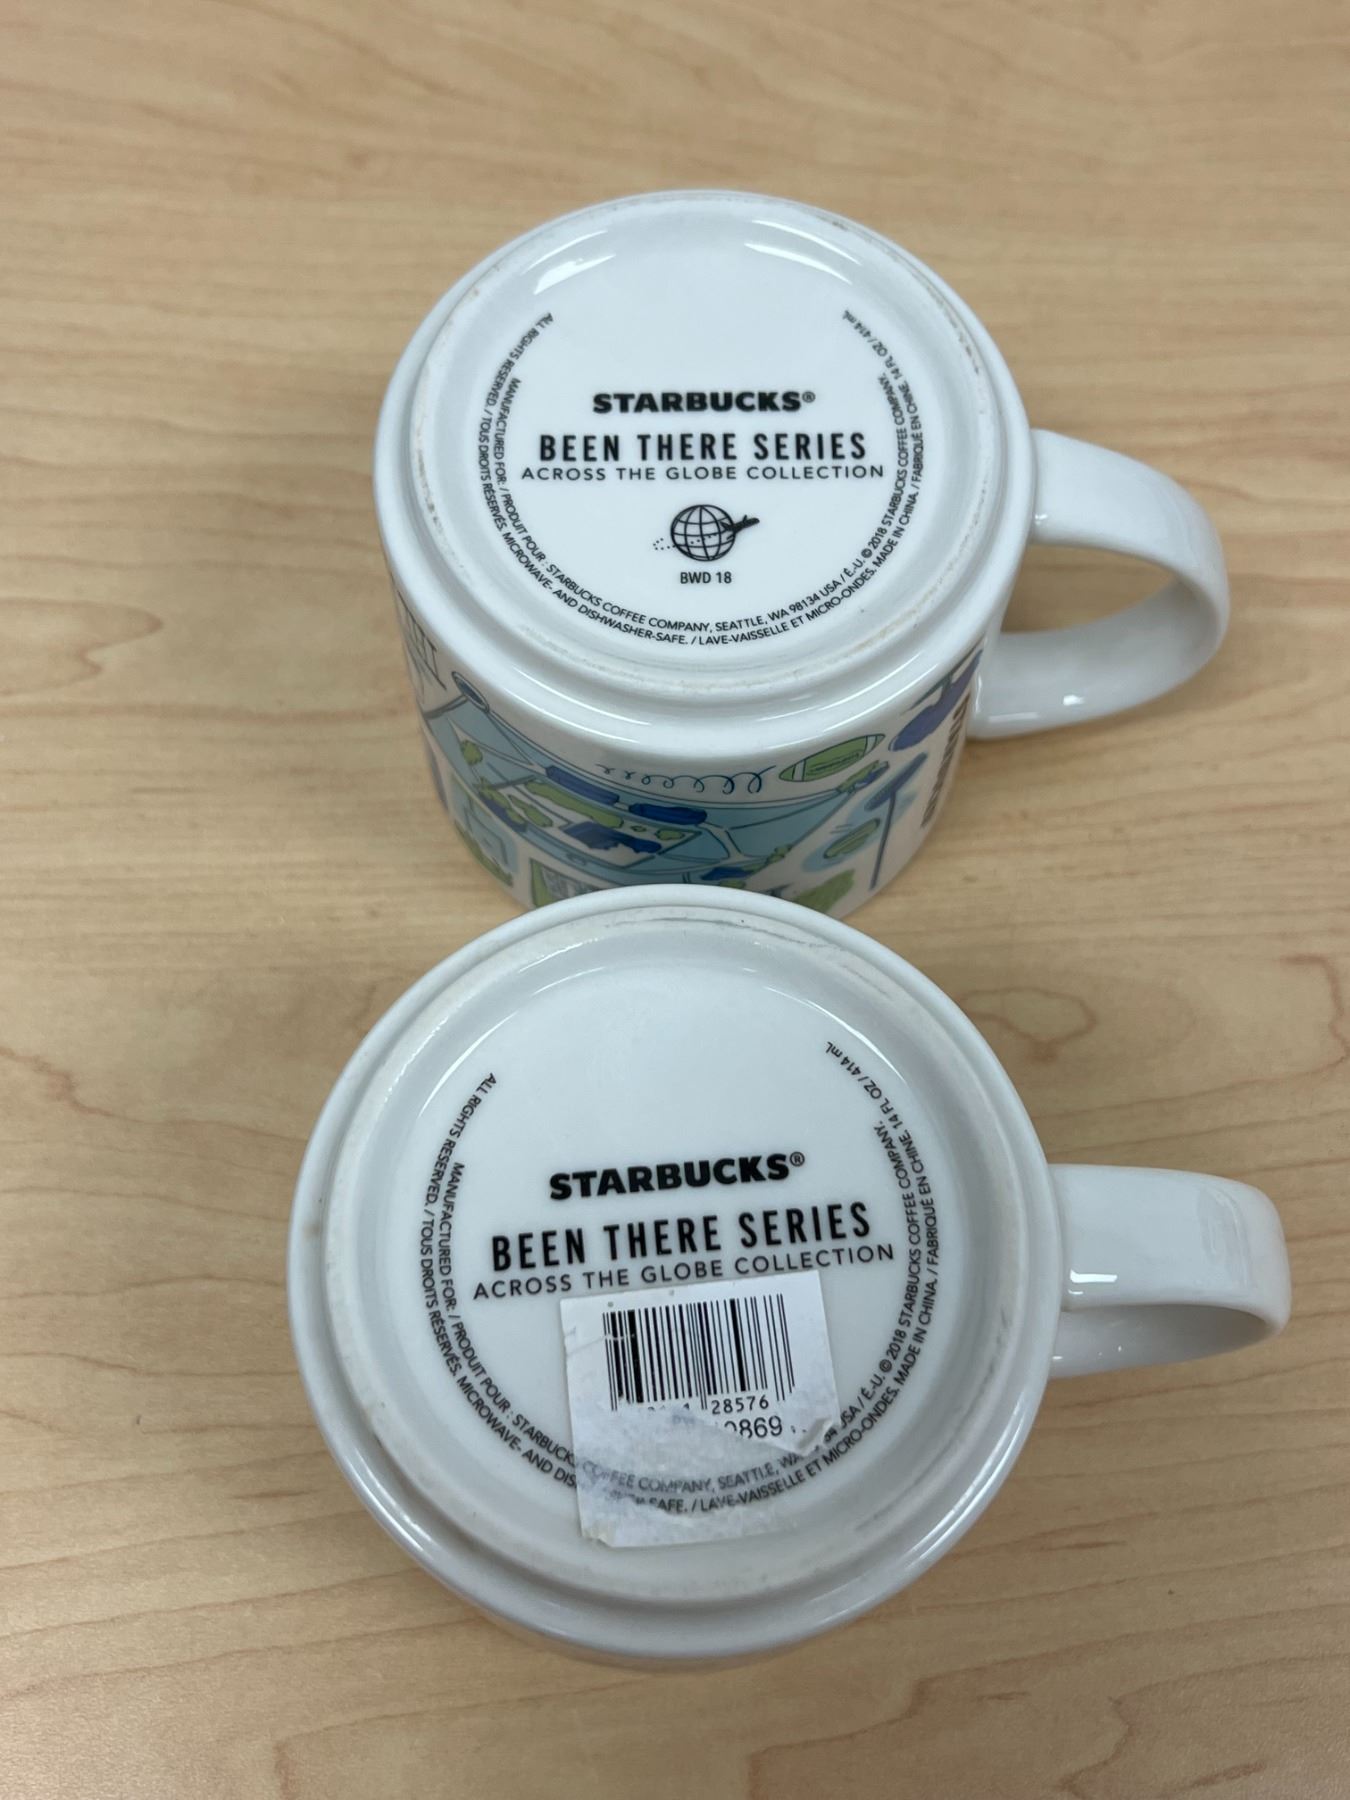 STARBUCKS®
BEEN THERE SERIES
ACROSS THE GLOBE COLLECTION
BWD 18
MANUFACTURED FOR: / PRODUIT POUR : STARBUCKS COFFEE COMPANY, SEATTLE, WA 98134 USA / É.-U. © 2018 STARBUCKS COFFEE COMPANY.
ALL RIGHTS RESERVED. / TOUS DROITS RÉSERVÉS. MICROWAVE- AND DISHWASHER-SAFE. / LAVE-VAISSELLE ET MICRO-ONDES. MADE IN CHINA. / FABRIQUÉ EN CHINE. 14 FL OZ / 414 mL
STARBUCKS®
BEEN THERE SERIES
ACROSS THE GLOBE COLLECTION
28576
0869
MANUFACTURED FOR: / PRODUIT POUR : STARBUCKS COFFEE COMPANY, SEATTLE, WA 34 USA / É.-U. © 2018 STARBUCKS COFFEE COMPANY.
ALL RIGHTS RESERVED. / TOUS DROITS RÉSERVÉS. MICROWAVE- AND DIS SAFE. / LAVE-VAISSELLE ET MICRO-ONDES. MADE IN CHINA. / FABRIQUÉ EN CHINE. 14 FL OZ / 414 mL